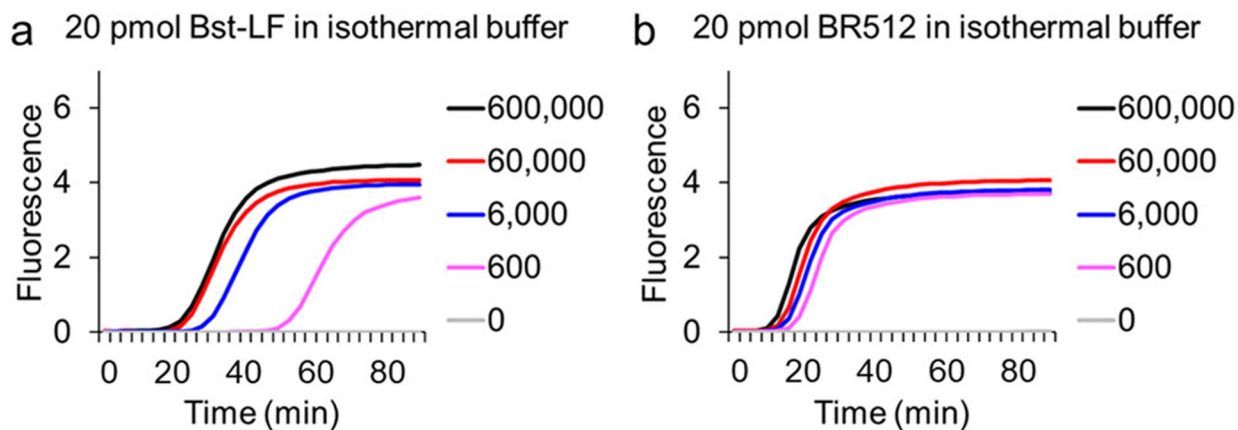 a 20 pmol Bst-LF in isothermal buffer
Fluorescence
6
4
2
0
0 20 40 60 80
Time (min)
600,000
60,000
6,000
600
0
b 20 pmol BR512 in isothermal buffer
Fluorescence
6
4
2
0
0 20 40 60 80
Time (min)
600,000
60,000
6,000
600
0